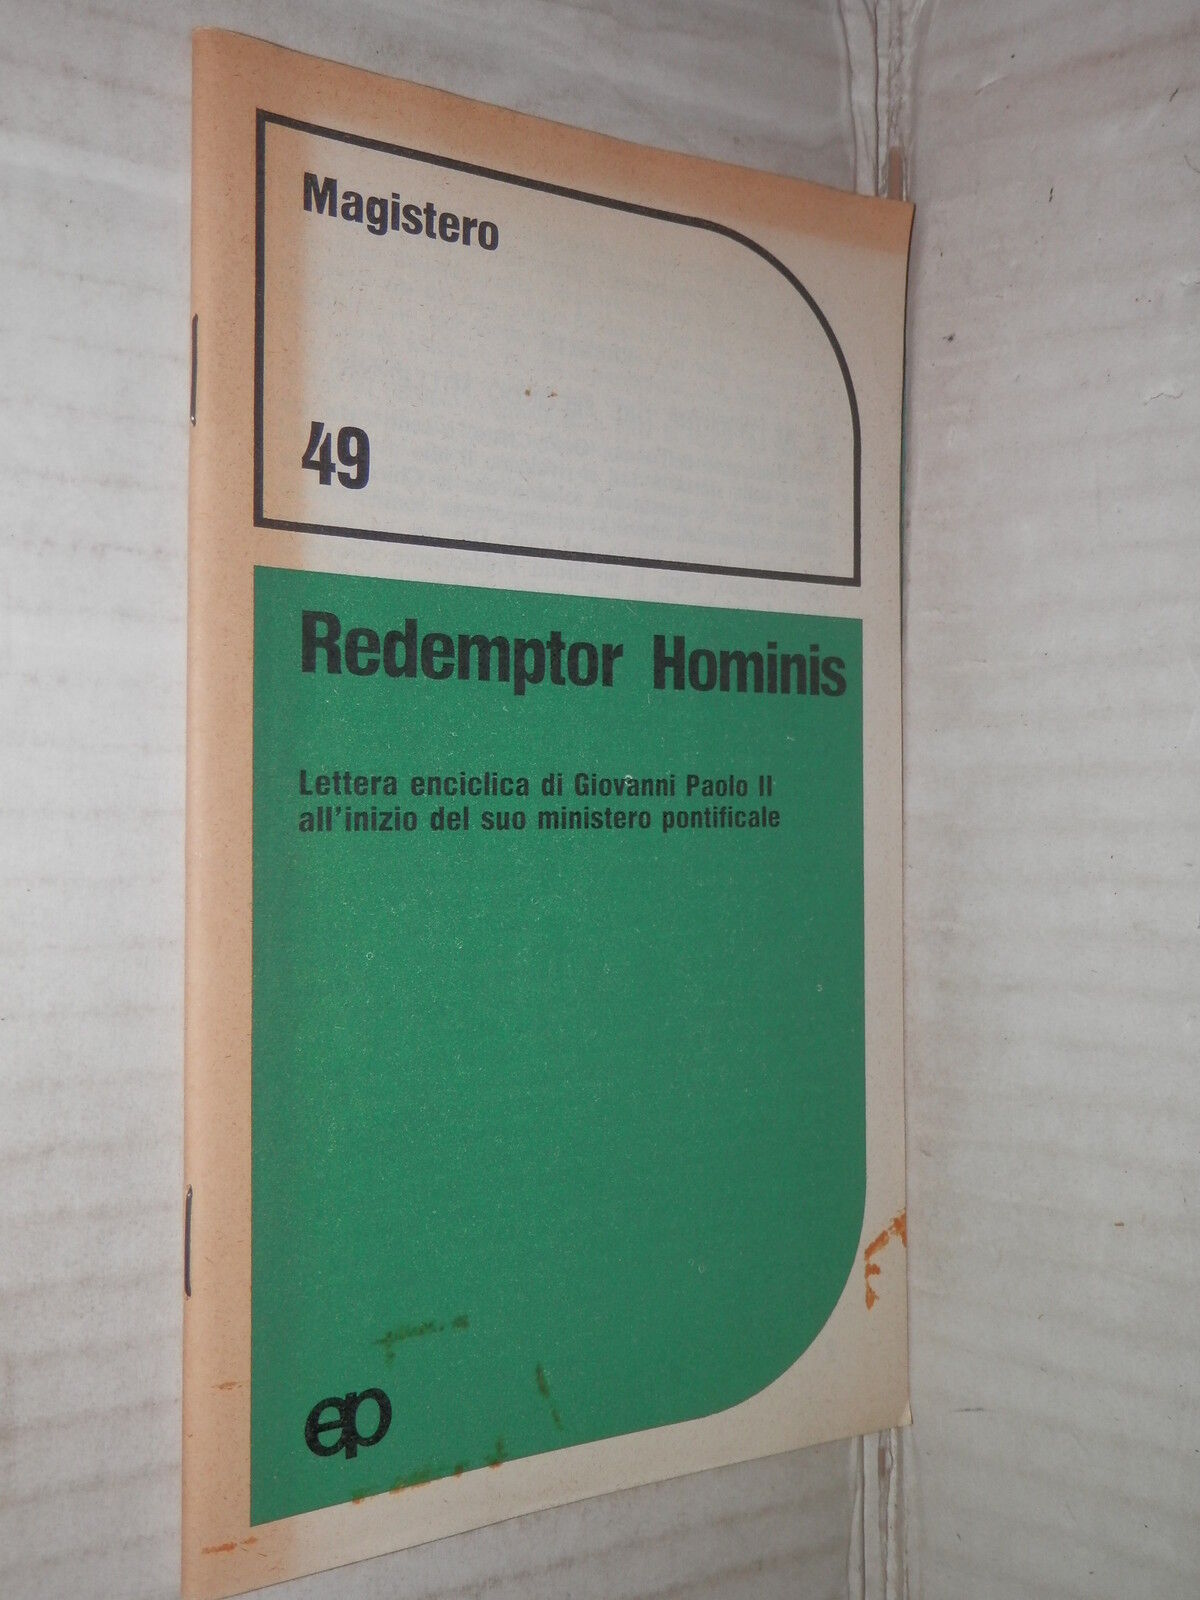 Magistero
49
Redemptor Hominis
Lettera enciclica di Giovanni Paolo II
all'inizio del suo ministero pontificale
ep